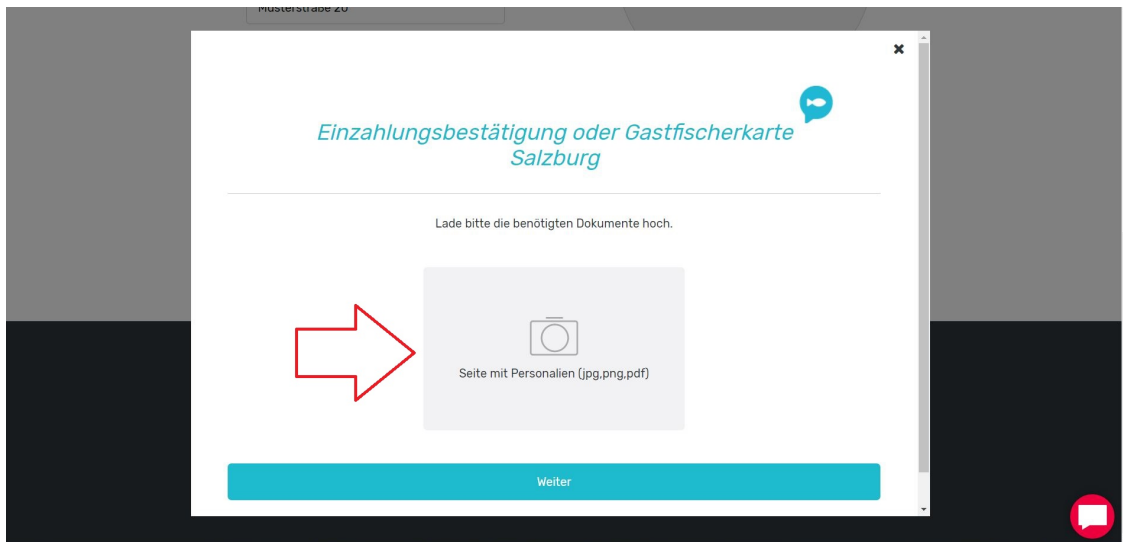 Musterstraße 20
Einzahlungsbestätigung oder Gastfischerkarte
Salzburg
Lade bitte die benötigten Dokumente hoch.
Seite mit Personalien (jpg,png,pdf)
Weiter